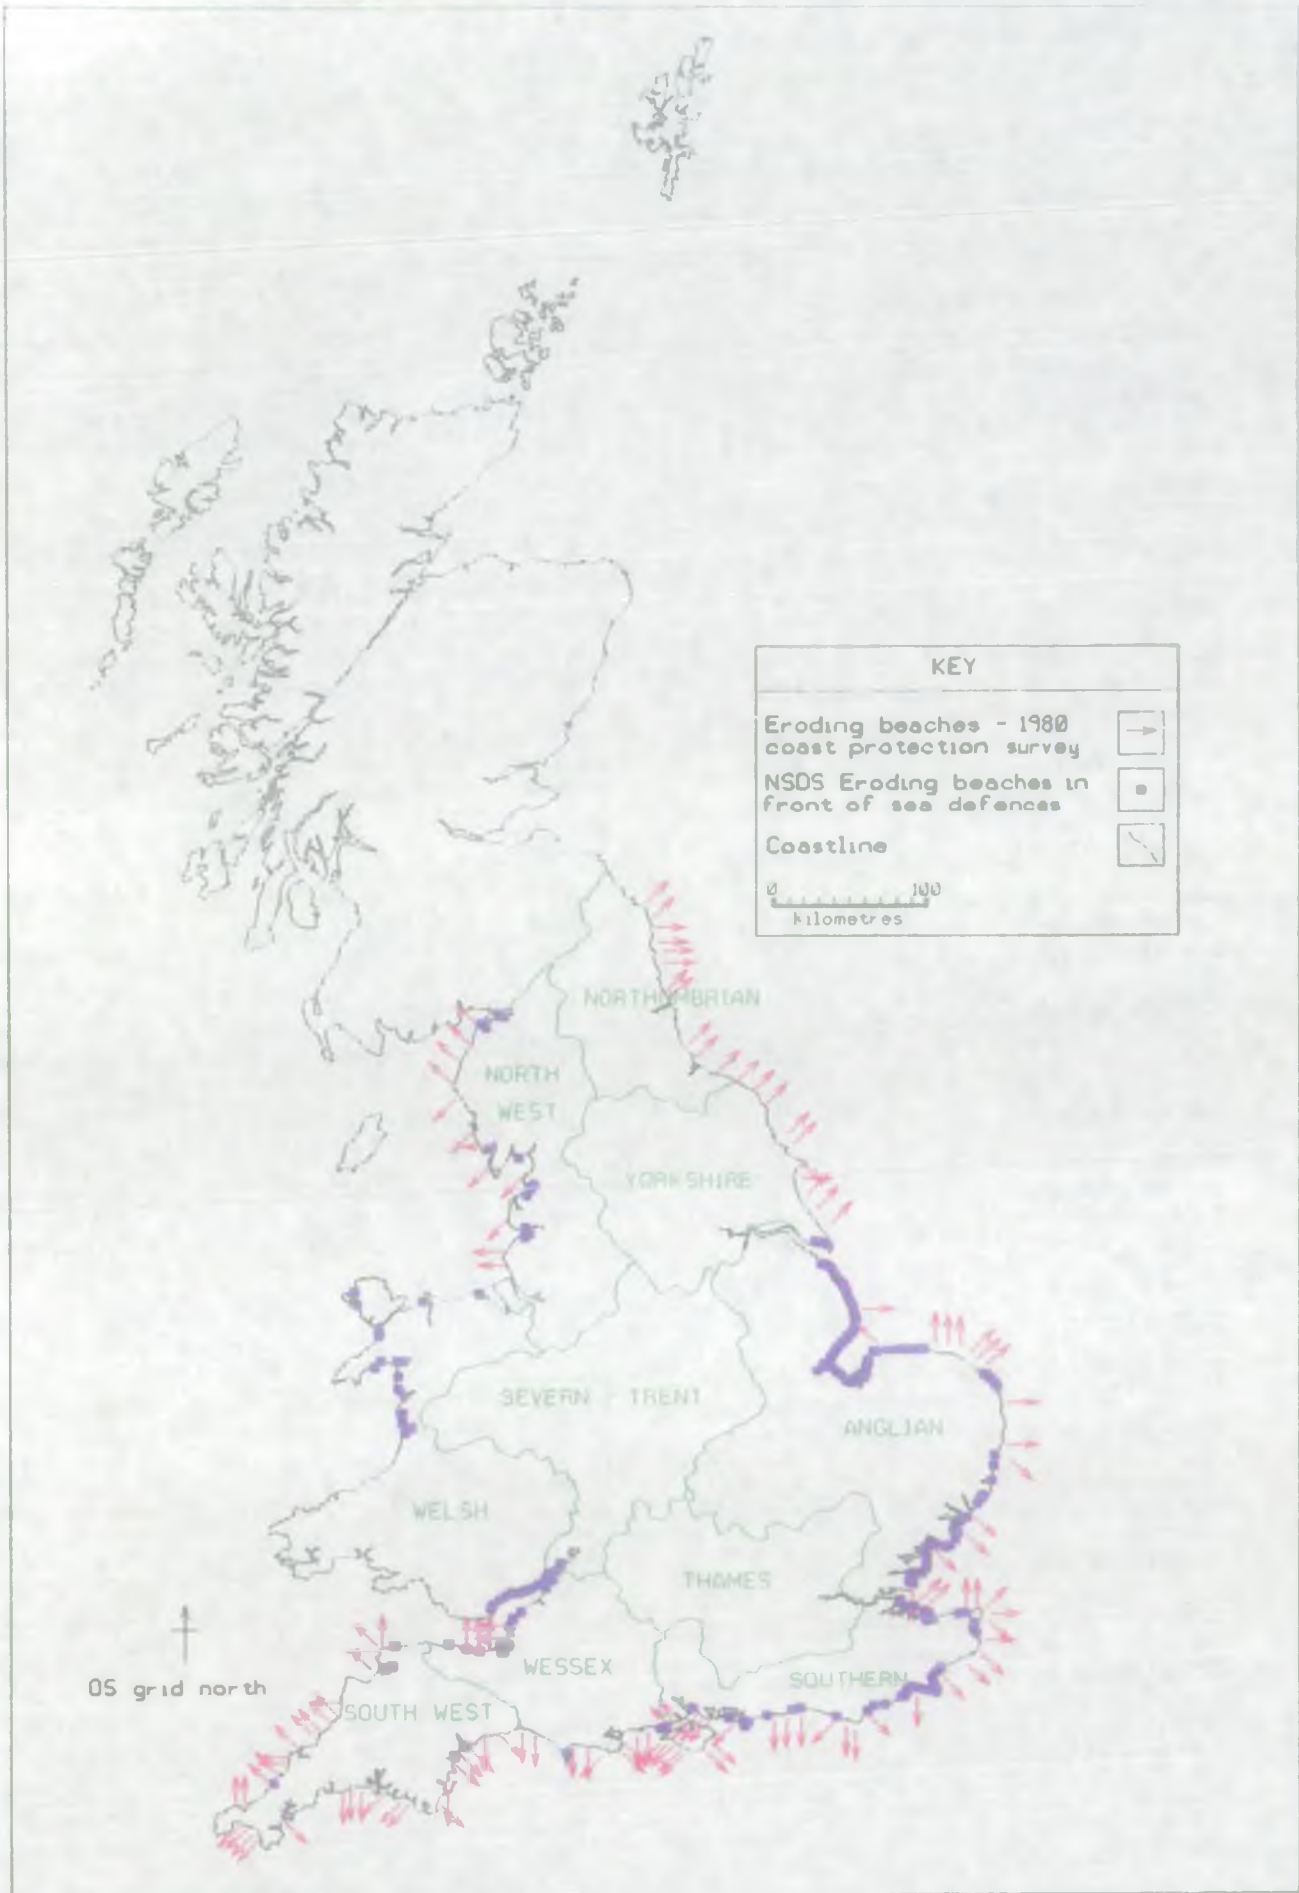 KEY
Eroding beaches - 1980
coast protection survey
NSDS Eroding beaches in
front of sea defences
Coastline
0 100
kilometres
NORTHUMBRIAN
NORTH
WEST
YORKSHIRE
SEVERN - TRENT
ANGLIAN
WELSH
THAMES
WESSEX
SOUTHERN
SOUTH WEST
OS grid north